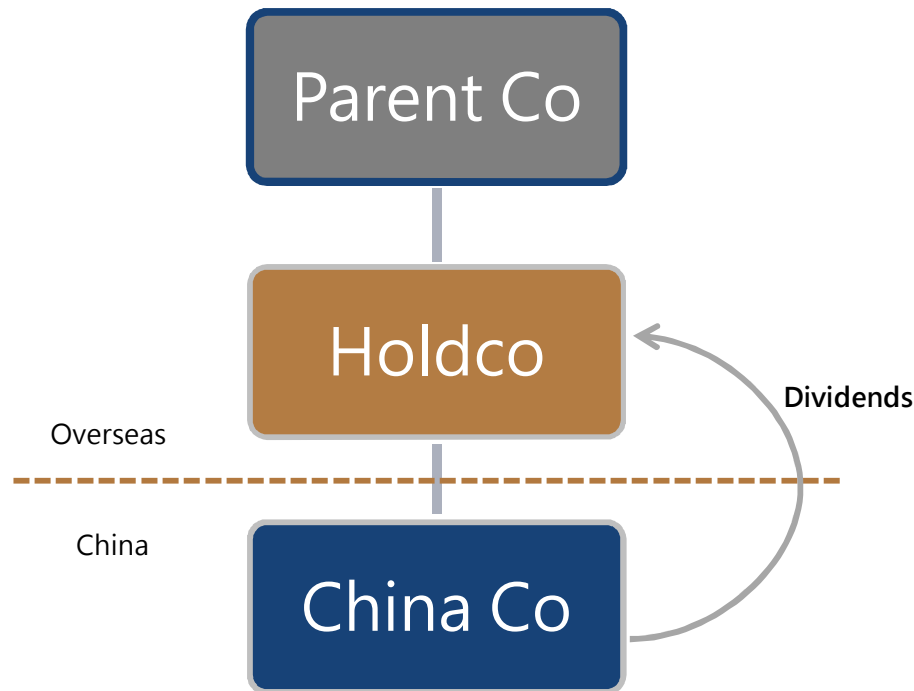 Parent Co
Holdco
Dividends
Overseas
China
China Co